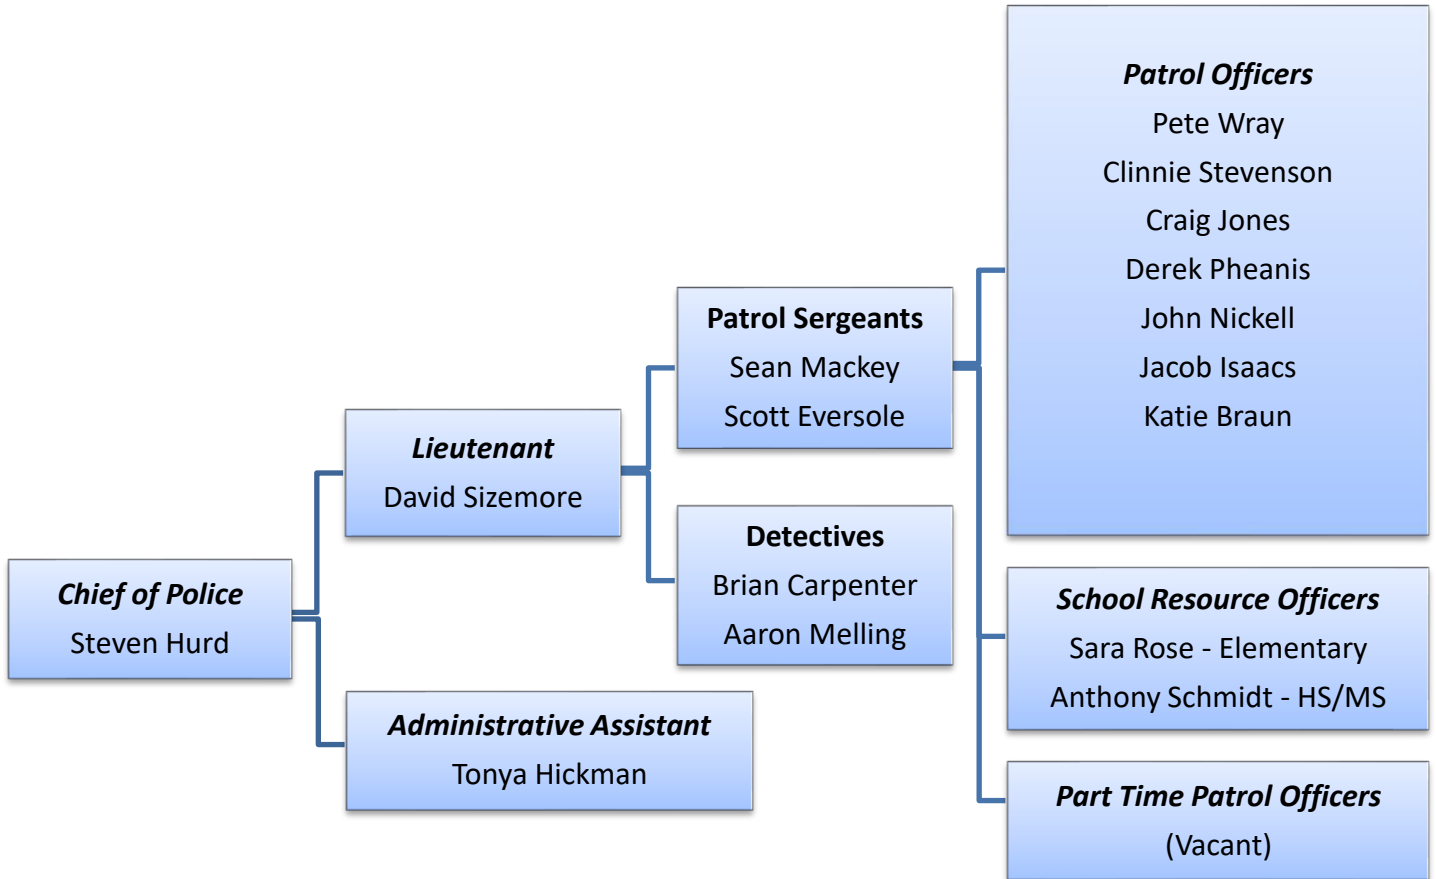 Chief of Police
Steven Hurd
Lieutenant
David Sizemore
Administrative Assistant
Tonya Hickman
Patrol Sergeants
Sean Mackey
Scott Eversole
Detectives
Brian Carpenter
Aaron Melling
Patrol Officers
Pete Wray
Clinnie Stevenson
Craig Jones
Derek Pheanis
John Nickell
Jacob Isaacs
Katie Braun
School Resource Officers
Sara Rose - Elementary
Anthony Schmidt - HS/MS
Part Time Patrol Officers
(Vacant)